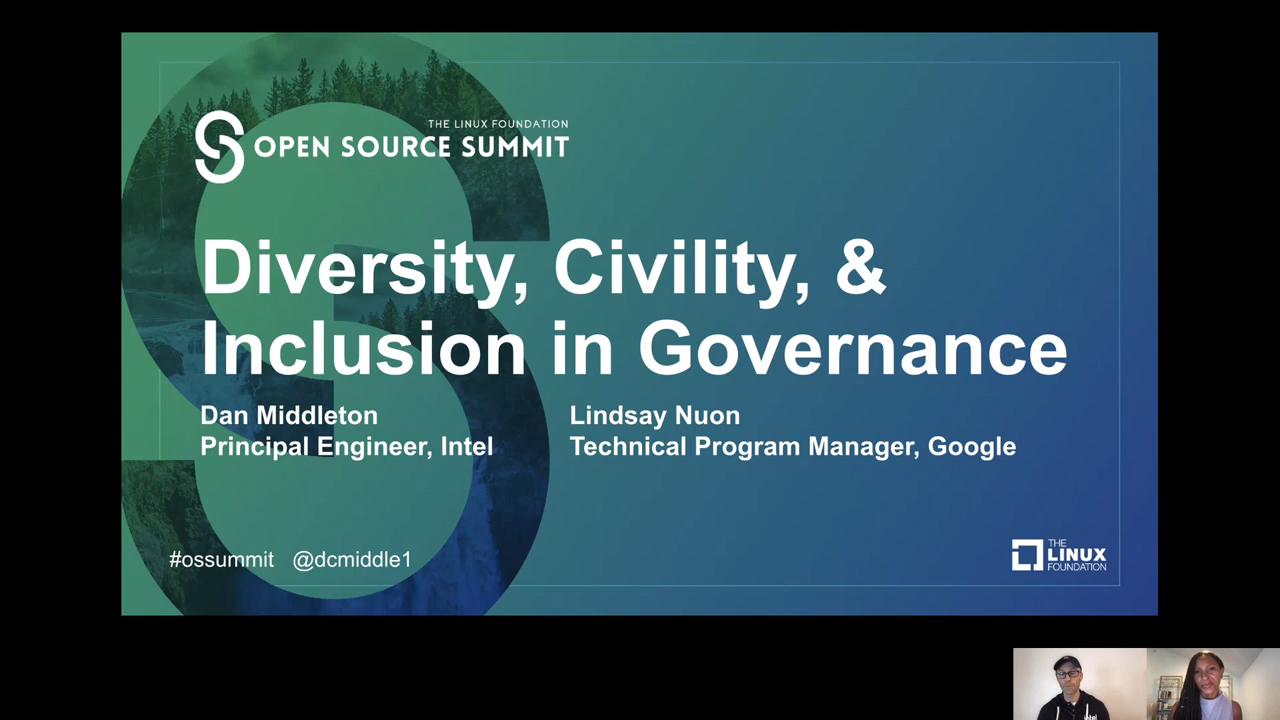 THE LINUX FOUNDATION
OPEN SOURCE SUMMIT
Diversity, Civility, &
Inclusion in Governance
Dan Middleton
Principal Engineer, Intel
Lindsay Nuon
Technical Program Manager, Google
#ossummit @dcmiddle1
THE
LINUX
FOUNDATION
intel